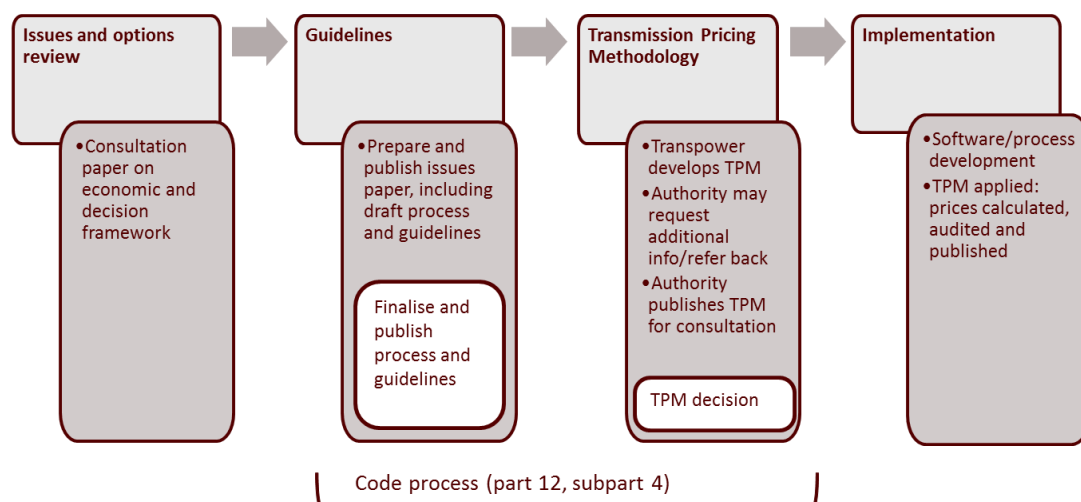 Issues and options
review
Guidelines
Transmission Pricing
Methodology
Implementation
•Consultation
paper on
economic and
decision
framework
•Prepare and
publish issues
paper, including
draft process
and guidelines
Finalise and
publish
process and
guidelines
•Transpower
develops TPM
•Authority may
request
additional
info/refer back
•Authority
publishes TPM
for consultation
TPM decision
•Software/process
development
•TPM applied:
prices calculated,
audited and
published
Code process (part 12, subpart 4)